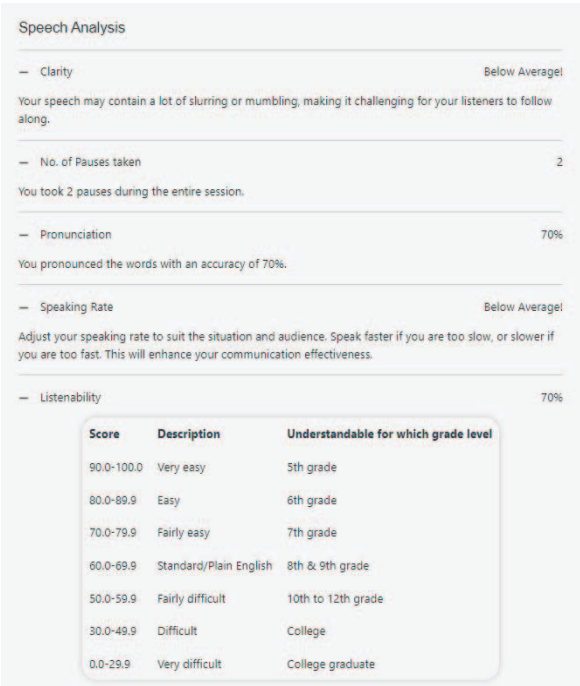 Speech Analysis
— Clarity Below Average!
Your speech may contain a lot of slurring or mumbling, making it challenging for your listeners to follow
along.
— No. of Pauses taken 2
You took 2 pauses during the entire session.
— Pronunciation 70%
You pronounced the words with an accuracy of 70%.
— Speaking Rate Below Average!
Adjust your speaking rate to suit the situation and audience. Speak faster if you are too slow, or slower if
you are too fast. This will enhance your communication effectiveness.
— Listenability 70%
Score Description Understandable for which grade level
90.0-100.0 Very easy 5th grade
80.0-89.9 Easy 6th grade
70.0-79.9 Fairly easy 7th grade
60.0-69.9 Standard/Plain English 8th & 9th grade
50.0-59.9 Fairly difficult 10th to 12th grade
30.0-49.9 Difficult College
0.0-29.9 Very difficult College graduate